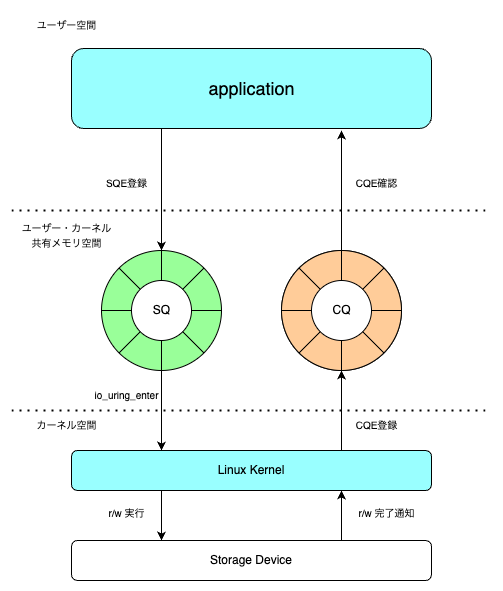 ユーザー空間
application
SQE登録
CQE確認
ユーザー・カーネル
共有メモリ空間
SQ
CQ
io_uring_enter
カーネル空間
CQE登録
Linux Kernel
r/w 実行
r/w 完了通知
Storage Device